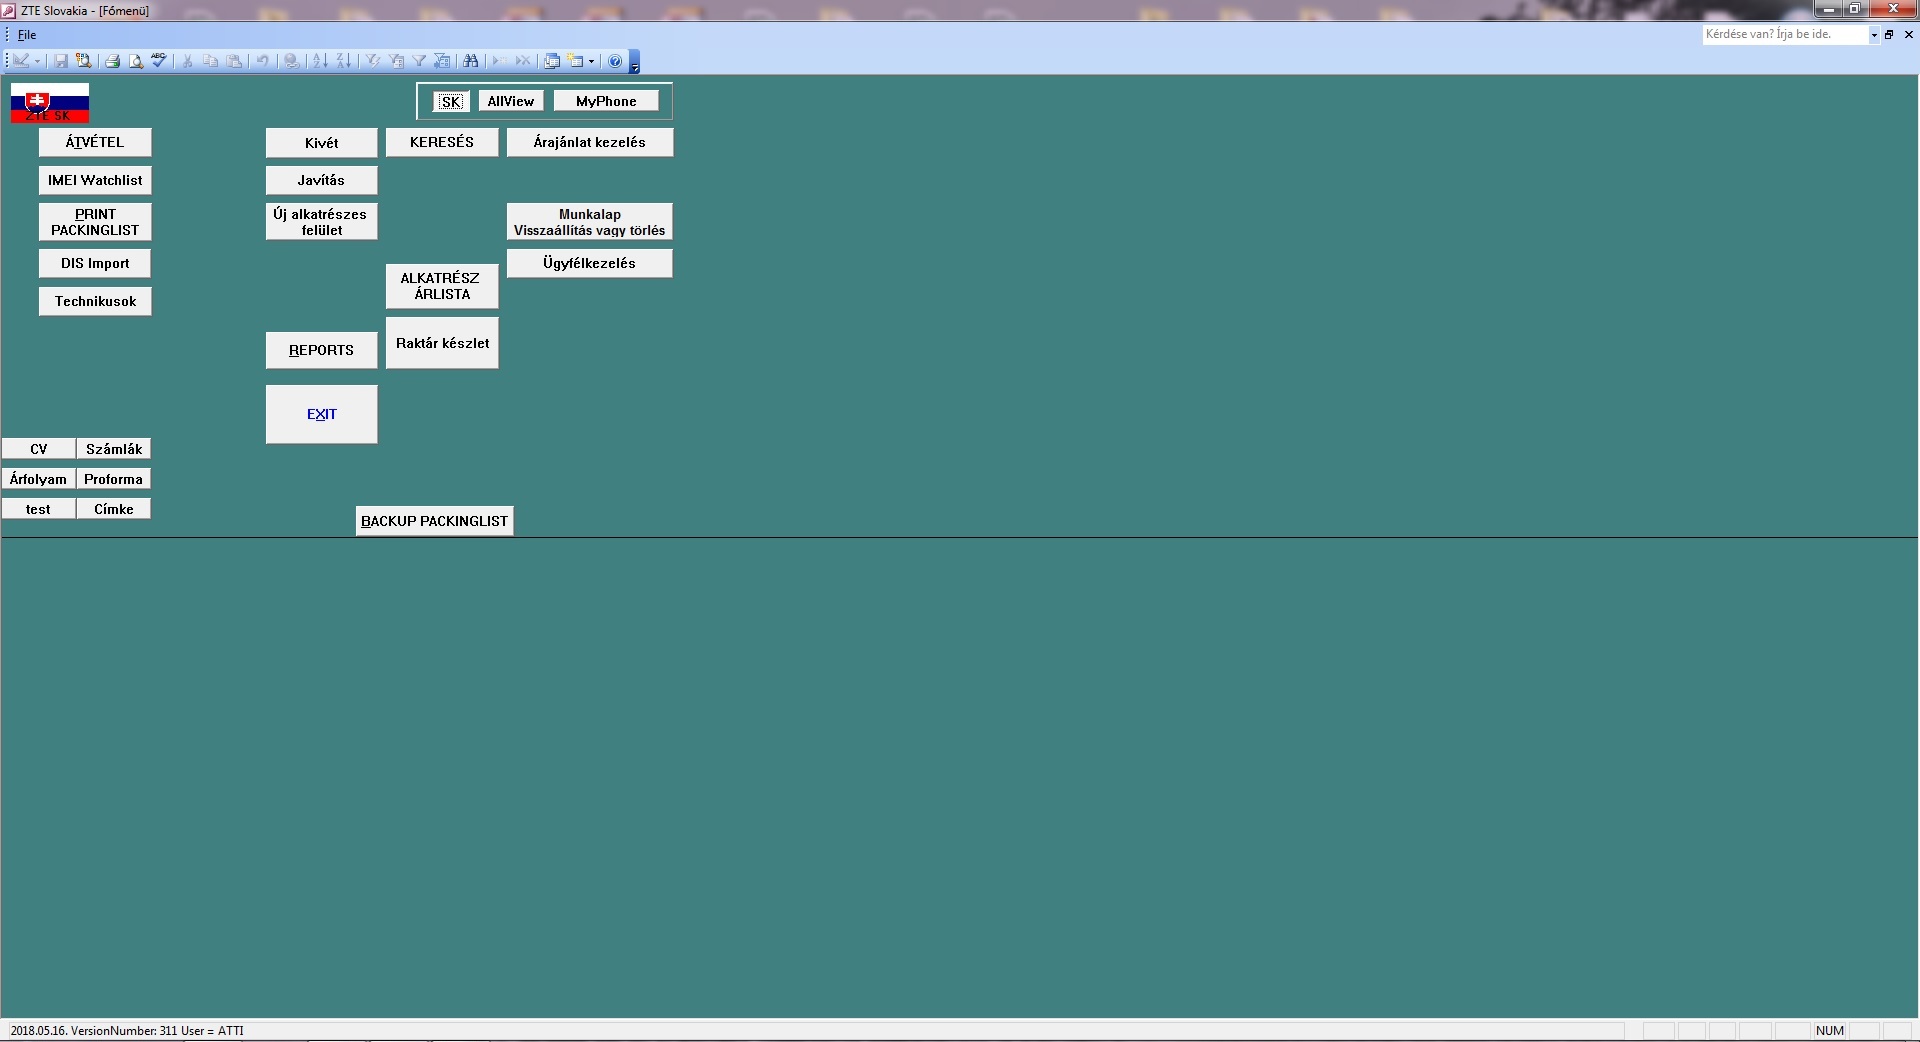 ZTE Slovakia - [Főmenü]
File
Kérdése van? Írja be ide.
ABC
ZTE SK
SK
AllView
MyPhone
ÁTVÉTEL
Kivét
KERESÉS
Árajánlat kezelés
IMEI Watchlist
Javítás
PRINT
PACKINGLIST
Új alkatrészes
felület
Munkalap
Visszaállítás vagy törlés
DIS Import
Ügyfélkezelés
ALKATRÉSZ
ÁRLISTA
Technikusok
REPORTS
Raktár készlet
EXIT
CV
Számlák
Árfolyam
Proforma
test
Címke
BACKUP PACKINGLIST
2018.05.16. VersionNumber: 311 User = ATTI
NUM